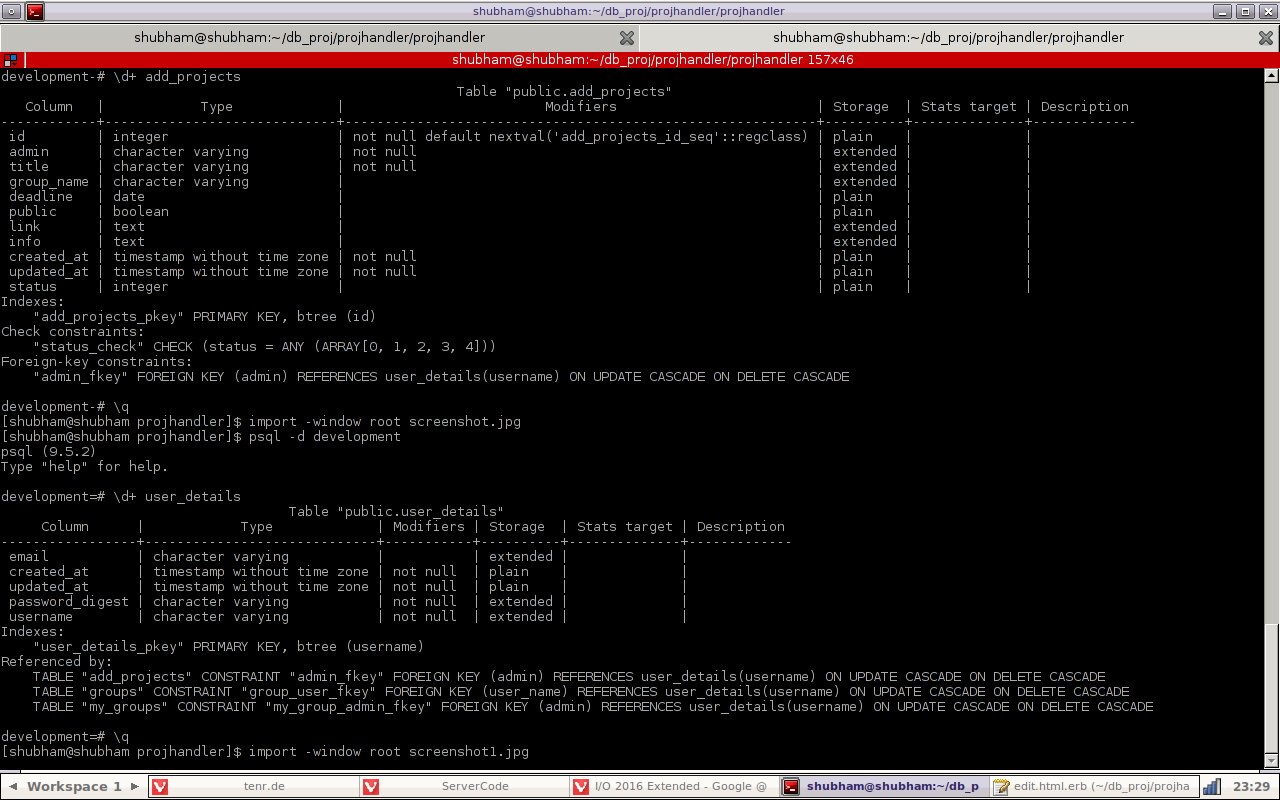 shubham@shubham:~/db_proj/projhandler/projhandler
shubham@shubham:~/db_proj/projhandler/projhandler
shubham@shubham:~/db_proj/projhandler/projhandler
shubham@shubham:~/db_proj/projhandler/projhandler 157x46
development-# \d+ add_projects
                                                         Table "public.add_projects"
   Column   |            Type             |                         Modifiers                         | Storage  | Stats target | Description
------------+-----------------------------+-----------------------------------------------------------+----------+--------------+-------------
 id         | integer                     | not null default nextval('add_projects_id_seq'::regclass) | plain    |              |
 admin      | character varying           | not null                                                  | extended |              |
 title      | character varying           | not null                                                  | extended |              |
 group_name | character varying           |                                                           | extended |              |
 deadline   | date                        |                                                           | plain    |              |
 public     | boolean                     |                                                           | plain    |              |
 link       | text                        |                                                           | extended |              |
 info       | text                        |                                                           | extended |              |
 created_at | timestamp without time zone | not null                                                  | plain    |              |
 updated_at | timestamp without time zone | not null                                                  | plain    |              |
 status     | integer                     |                                                           | plain    |              |
Indexes:
    "add_projects_pkey" PRIMARY KEY, btree (id)
Check constraints:
    "status_check" CHECK (status = ANY (ARRAY[0, 1, 2, 3, 4]))
Foreign-key constraints:
    "admin_fkey" FOREIGN KEY (admin) REFERENCES user_details(username) ON UPDATE CASCADE ON DELETE CASCADE
development-# \q
[shubham@shubham projhandler]$ import -window root screenshot.jpg
[shubham@shubham projhandler]$ psql -d development
psql (9.5.2)
Type "help" for help.
development=# \d+ user_details
                                    Table "public.user_details"
     Column      |            Type             | Modifiers | Storage  | Stats target | Description
-----------------+-----------------------------+-----------+----------+--------------+-------------
 email           | character varying           |           | extended |              |
 created_at      | timestamp without time zone | not null  | plain    |              |
 updated_at      | timestamp without time zone | not null  | plain    |              |
 password_digest | character varying           | not null  | extended |              |
 username        | character varying           | not null  | extended |              |
Indexes:
    "user_details_pkey" PRIMARY KEY, btree (username)
Referenced by:
    TABLE "add_projects" CONSTRAINT "admin_fkey" FOREIGN KEY (admin) REFERENCES user_details(username) ON UPDATE CASCADE ON DELETE CASCADE
    TABLE "groups" CONSTRAINT "group_user_fkey" FOREIGN KEY (user_name) REFERENCES user_details(username) ON UPDATE CASCADE ON DELETE CASCADE
    TABLE "my_groups" CONSTRAINT "my_group_admin_fkey" FOREIGN KEY (admin) REFERENCES user_details(username) ON UPDATE CASCADE ON DELETE CASCADE
development=# \q
[shubham@shubham projhandler]$ import -window root screenshot1.jpg
Workspace 1
tenr.de
ServerCode
I/O 2016 Extended - Google @
shubham@shubham:~/db_p
edit.html.erb (~/db_proj/projha
23:29